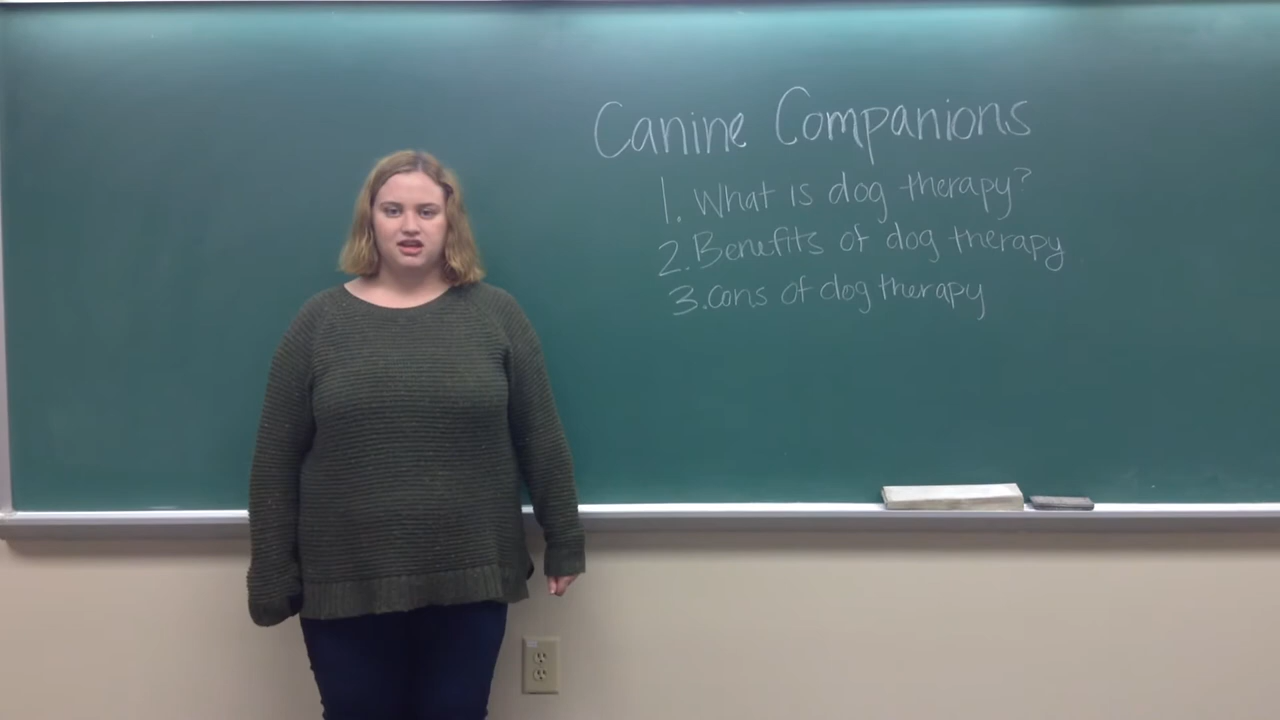 Canine Companions
1. What is dog therapy?
2. Benefits of dog therapy
3. cons of dog therapy